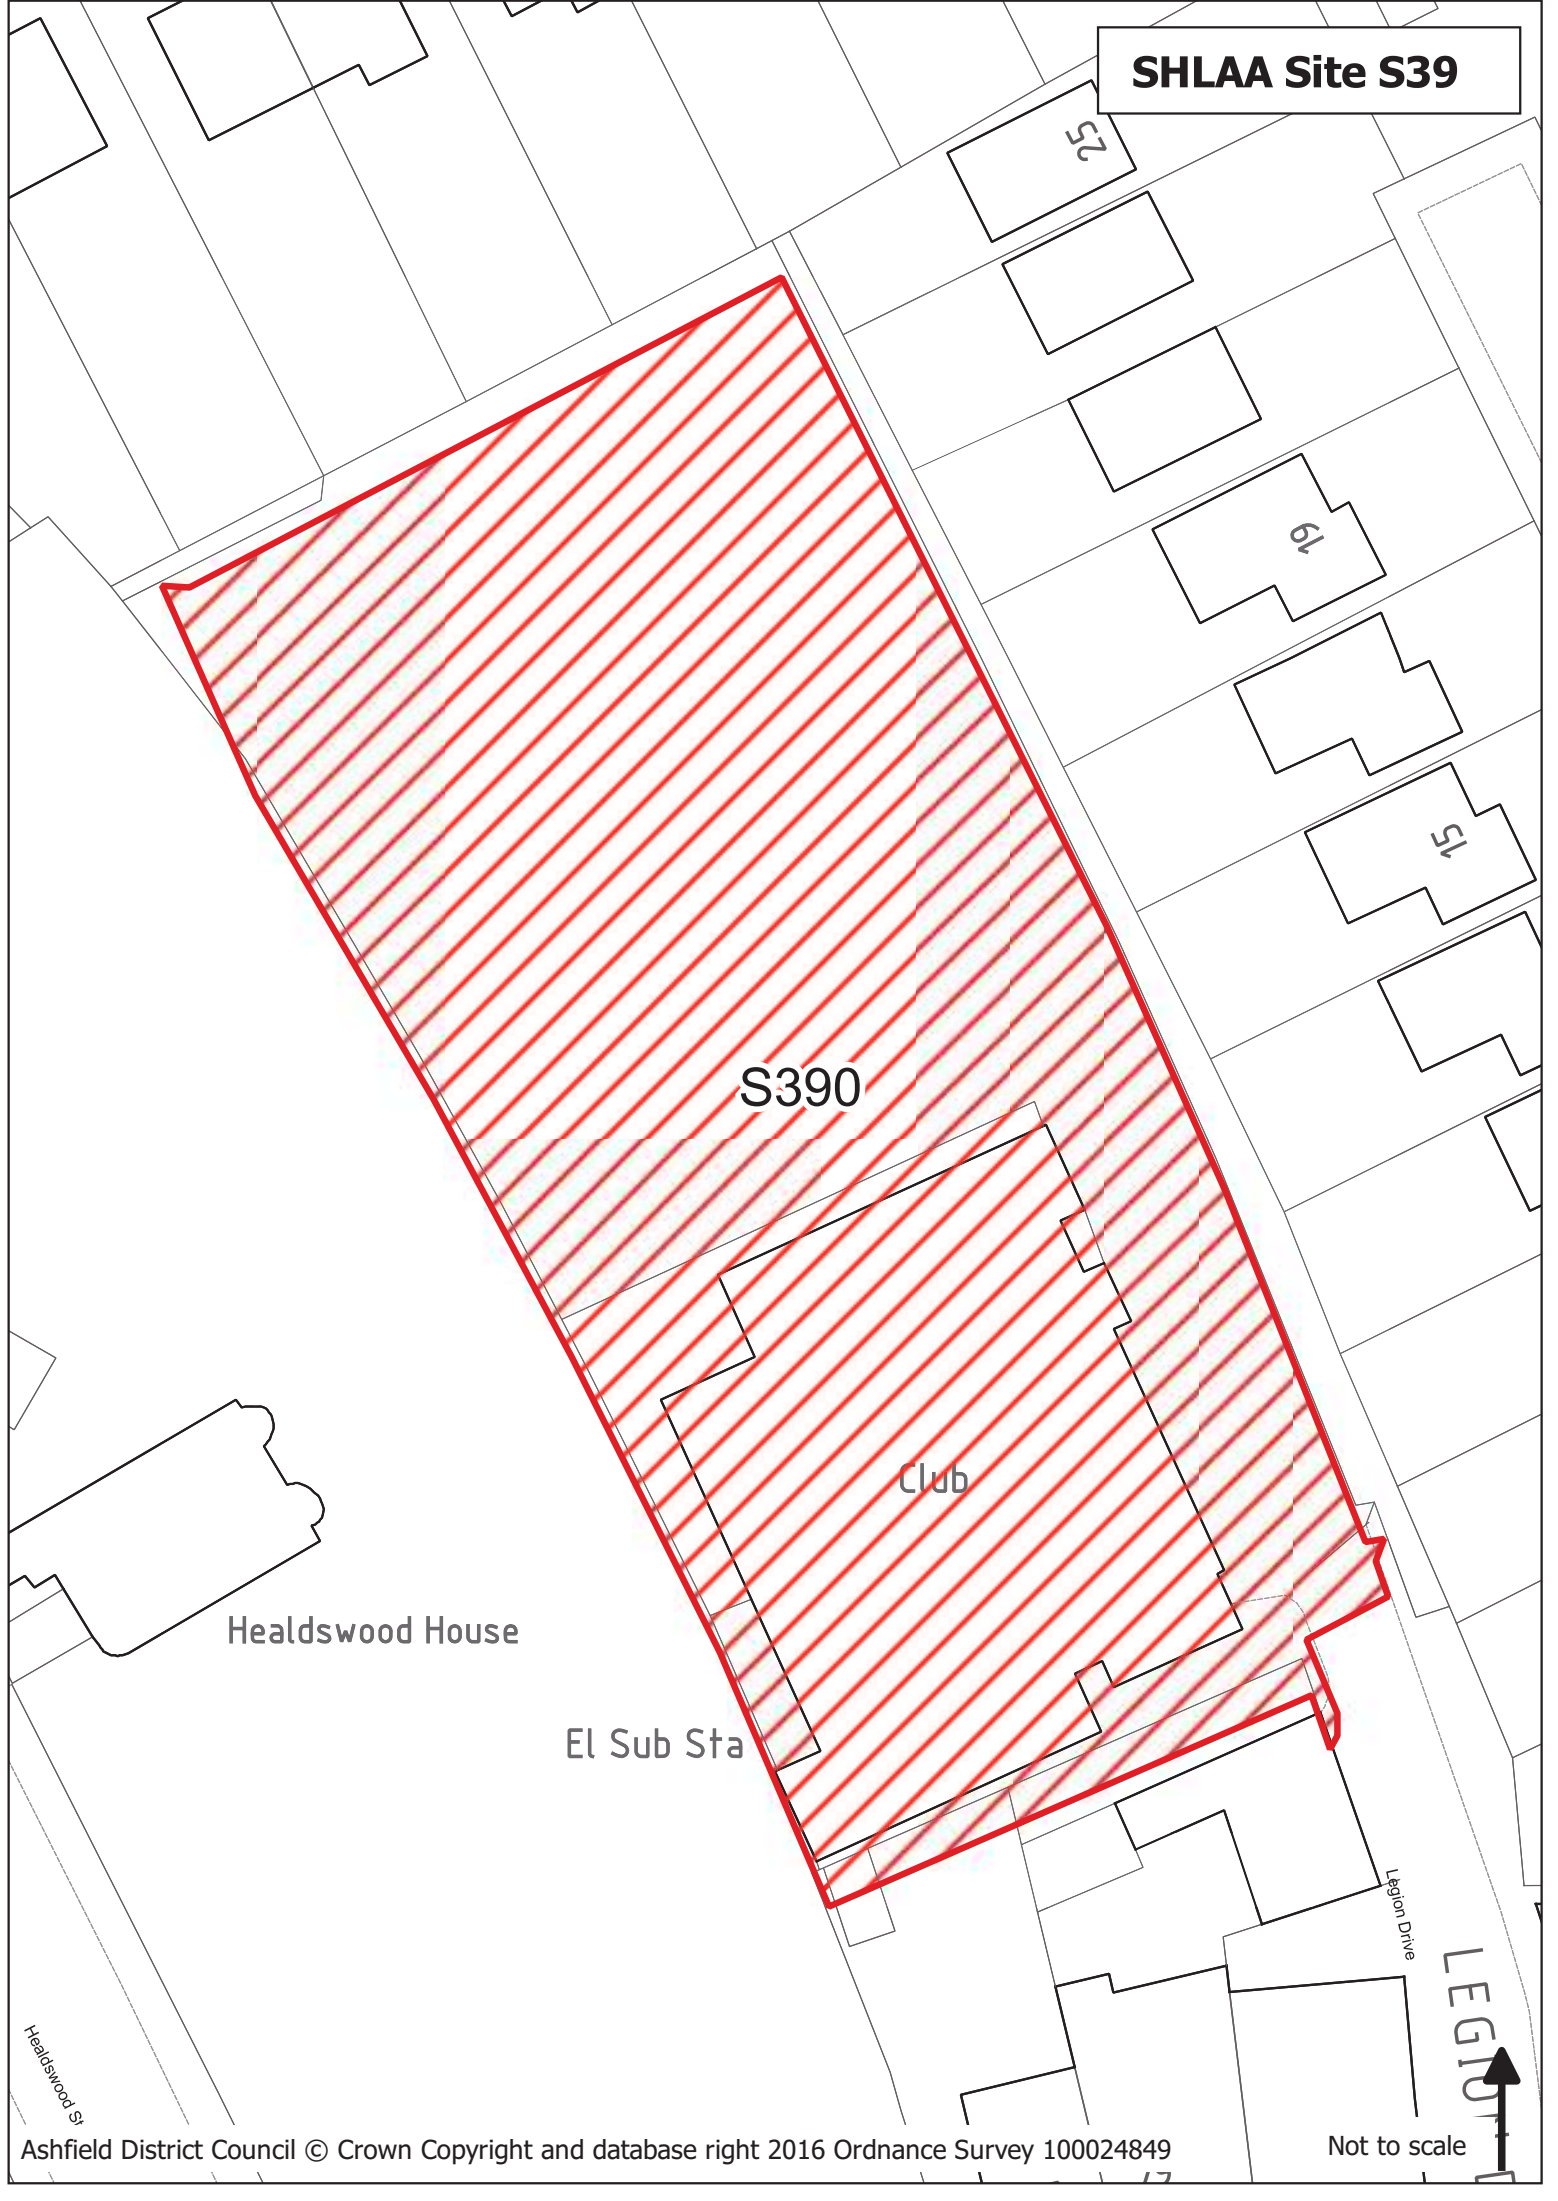 SHLAA Site S39
25
19
15
S390
Club
Healdswood House
El Sub Sta
Legion Drive
LEGION
Healdswood St
Ashfield District Council © Crown Copyright and database right 2016 Ordnance Survey 100024849
Not to scale